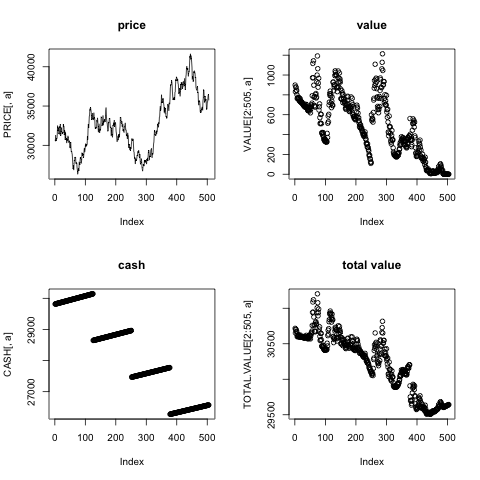 price
PRICE[, a]
30000 35000 40000
0 100 200 300 400 500
Index
value
VALUE[2:505, a]
0 200 600 1000
0 100 200 300 400 500
Index
cash
CASH[, a]
27000 29000
0 100 200 300 400 500
Index
total value
TOTAL.VALUE[2:505, a]
29500 30500
0 100 200 300 400 500
Index